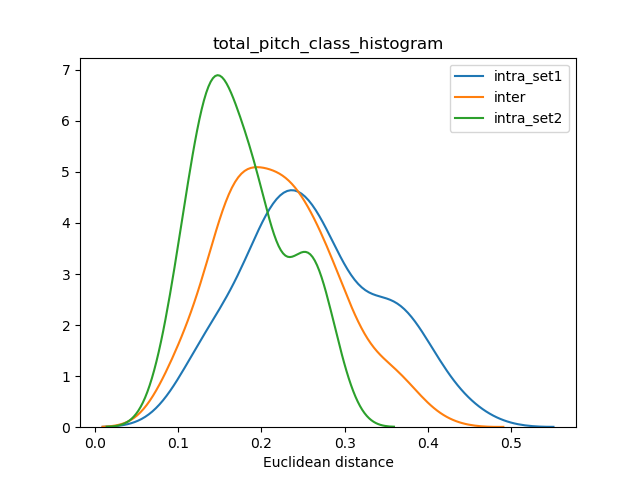 total_pitch_class_histogram
intra_set1
inter
intra_set2
7
6
5
4
3
2
1
0
0.0 0.1 0.2 0.3 0.4 0.5
Euclidean distance